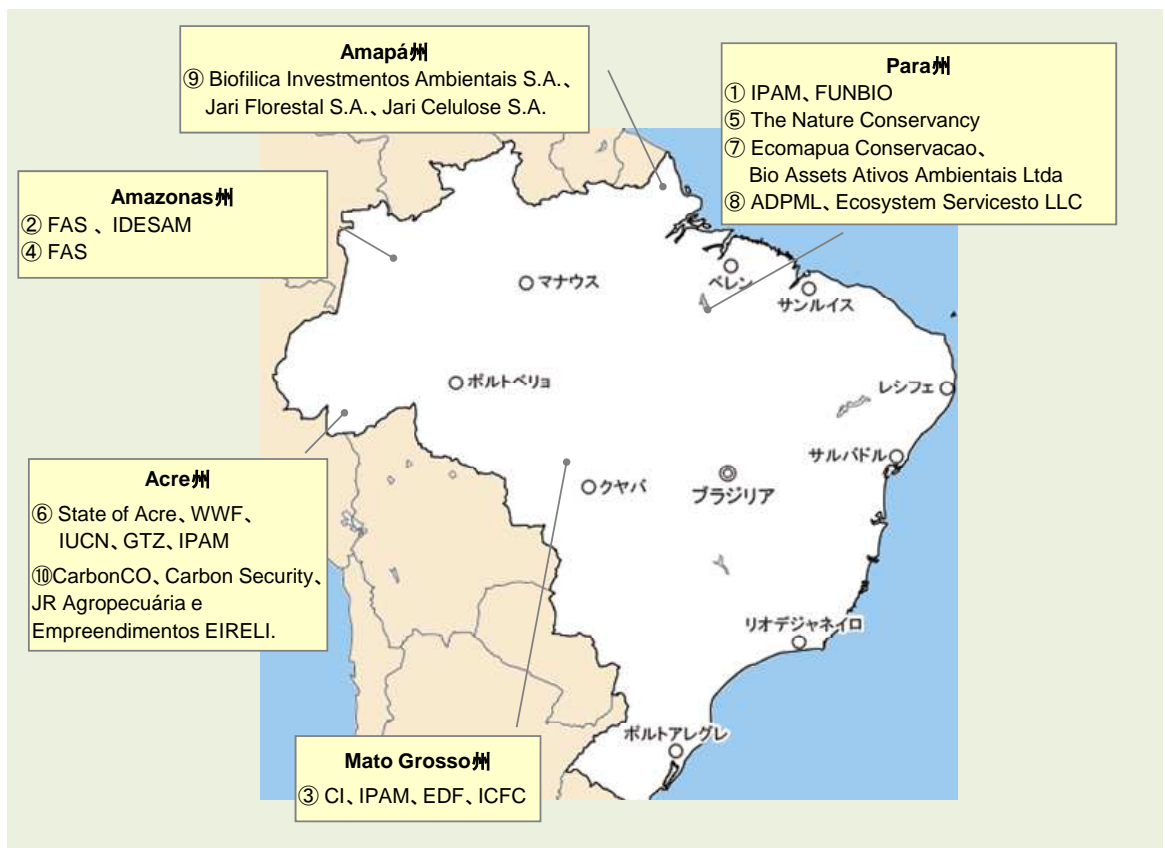 Amapá州
⑨ Biofilica Investmentos Ambientais S.A.、
Jari Florestal S.A.、Jari Celulose S.A.
Para州
① IPAM、FUNBIO
⑤ The Nature Conservancy
⑦ Ecomapua Conservacao、
Bio Assets Ativos Ambientais Ltda
⑧ ADPML、Ecosystem Servicesto LLC
Amazonas州
② FAS 、IDESAM
④ FAS
マナウス
ベレン
サンルイス
ポルトベリョ
レシフェ
サルバドル
クヤバ
ブラジリア
Acre州
⑥ State of Acre、WWF、
IUCN、GTZ、IPAM
⑩CarbonCO、Carbon Security、
JR Agropecuária e
Empreendimentos EIRELI.
リオデジャネイロ
ポルトアレグレ
Mato Grosso州
③ CI、IPAM、EDF、ICFC